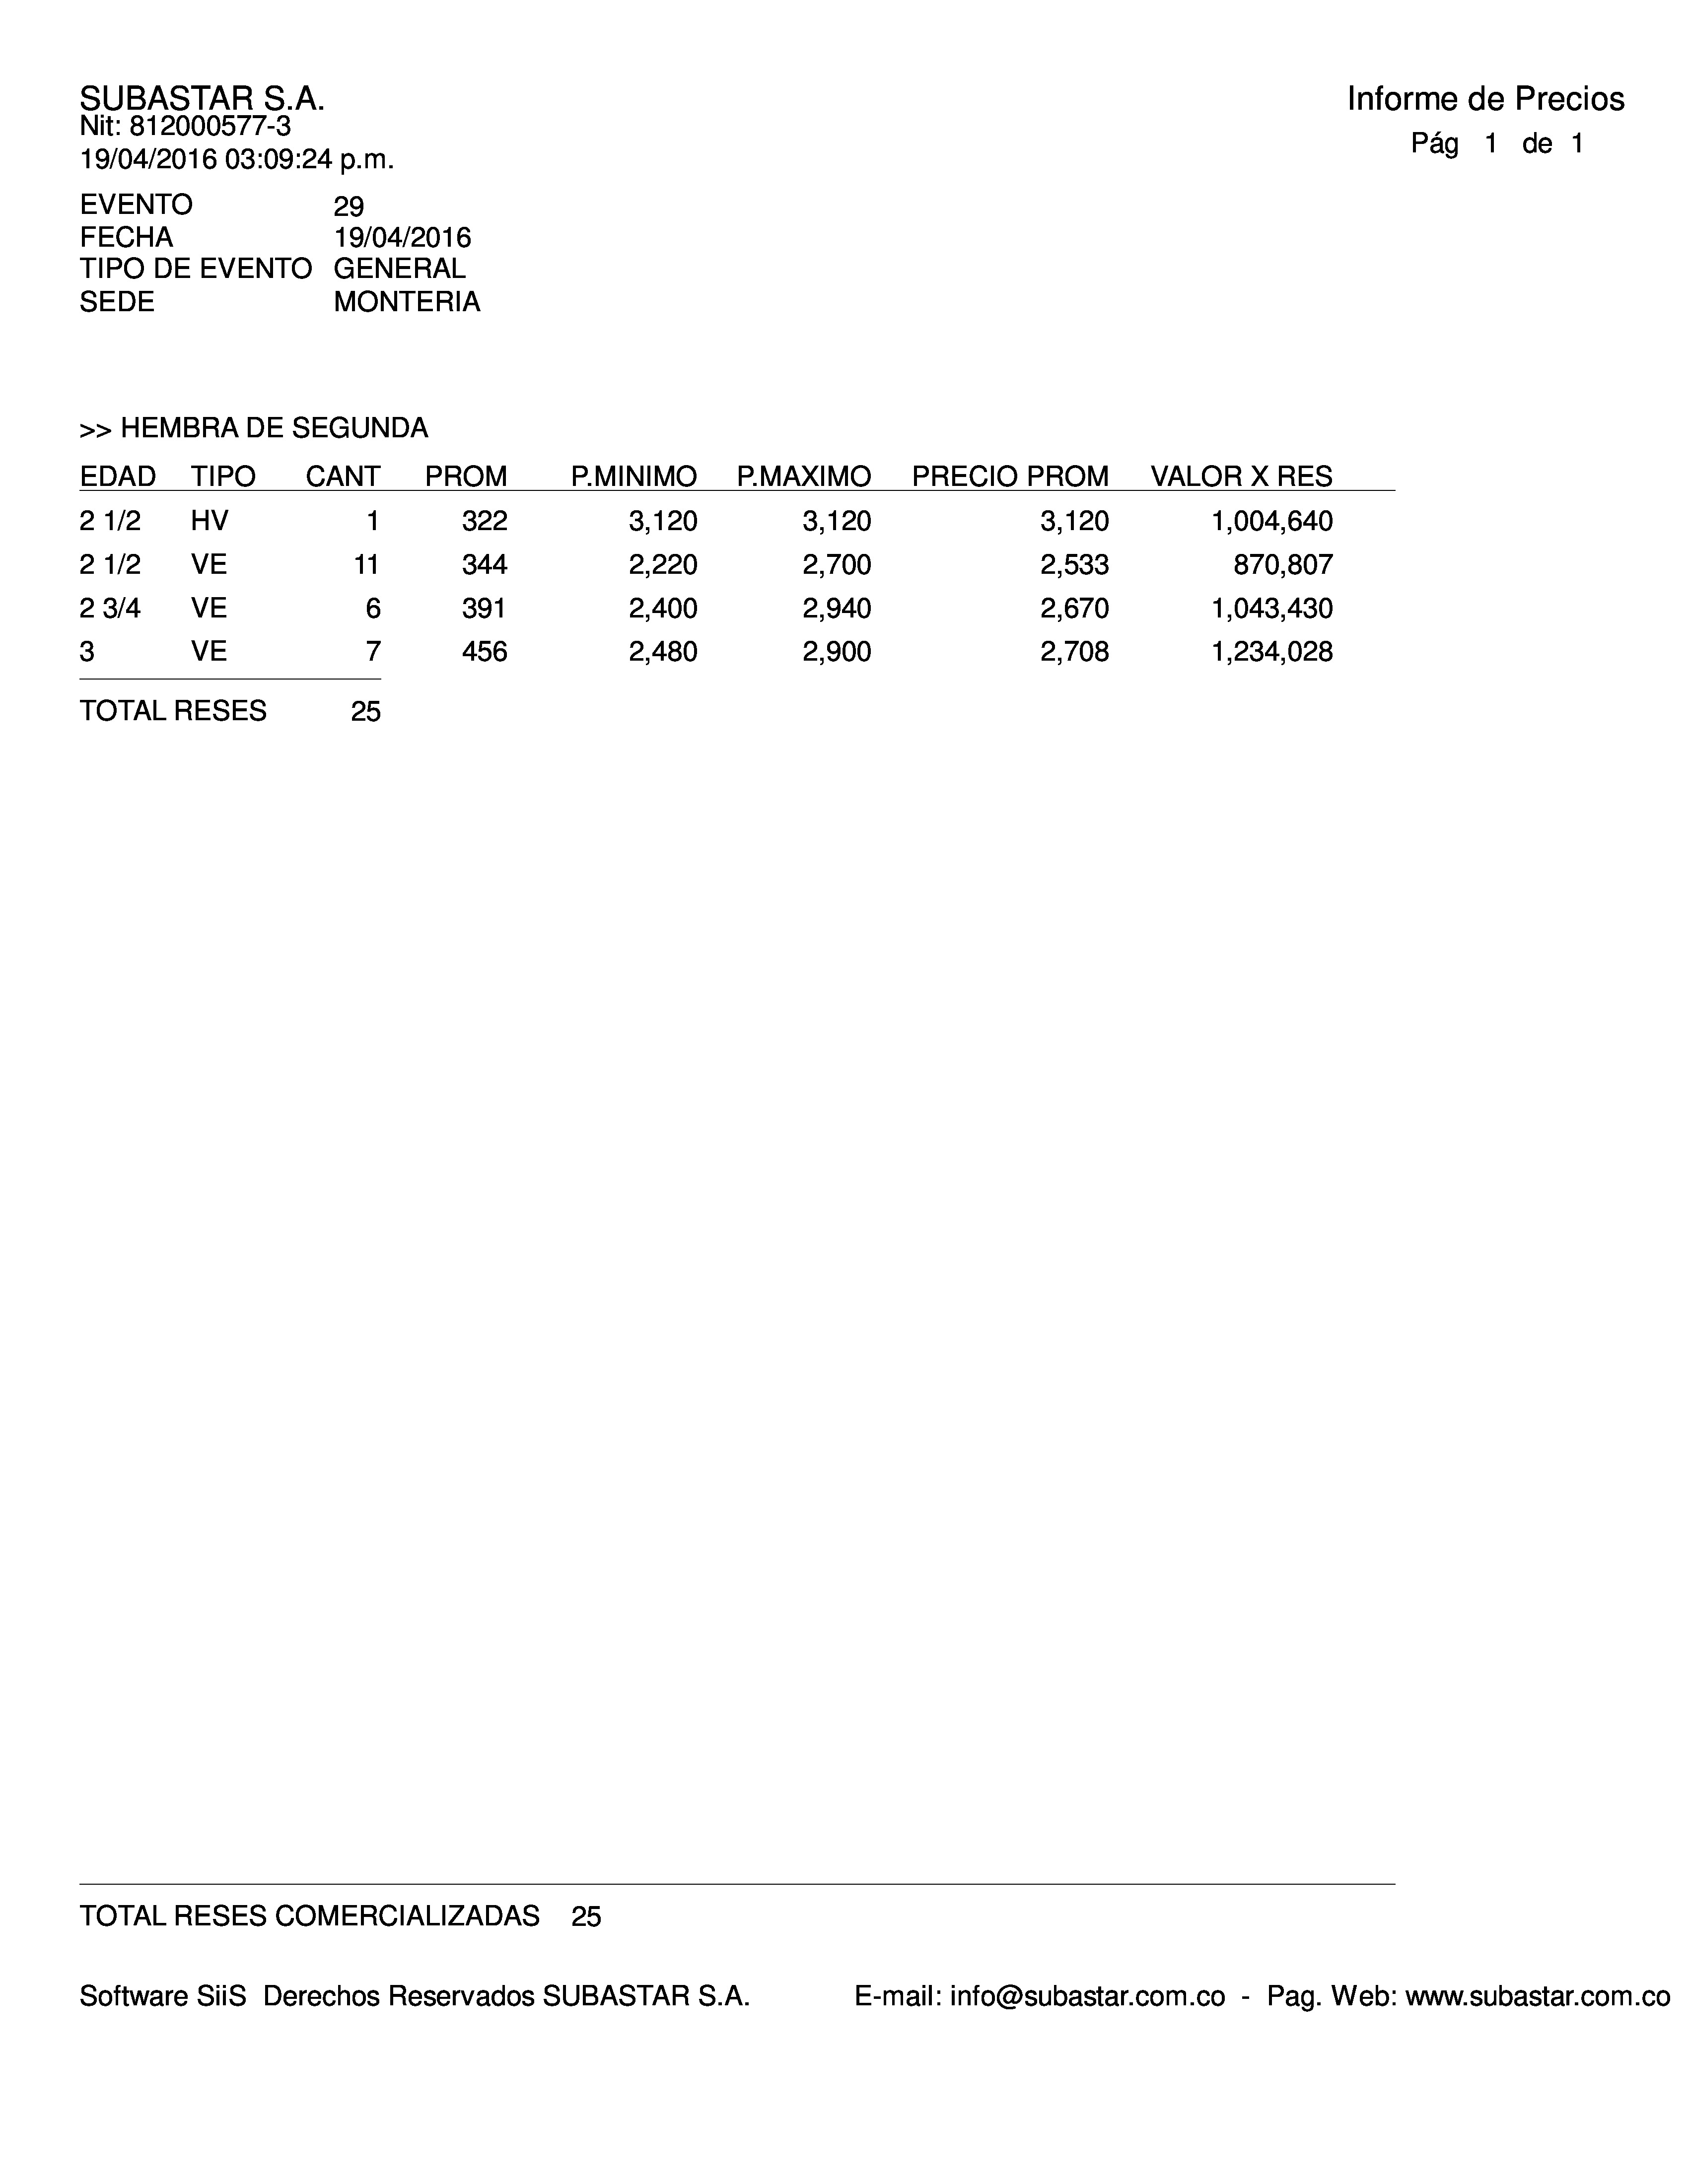 SUBASTAR S.A.
Informe de Precios
Nit: 812000577-3
Pág 1 de 1
19/04/2016 03:09:24 p.m.
EVENTO 29
FECHA 19/04/2016
TIPO DE EVENTO GENERAL
SEDE MONTERIA
>> HEMBRA DE SEGUNDA
EDAD TIPO CANT PROM P.MINIMO P.MAXIMO PRECIO PROM VALOR X RES
2 1/2 HV 1 322 3,120 3,120 3,120 1,004,640
2 1/2 VE 11 344 2,220 2,700 2,533 870,807
2 3/4 VE 6 391 2,400 2,940 2,670 1,043,430
3 VE 7 456 2,480 2,900 2,708 1,234,028
TOTAL RESES 25
TOTAL RESES COMERCIALIZADAS 25
Software SiiS Derechos Reservados SUBASTAR S.A. E-mail: info@subastar.com.co - Pag. Web: www.subastar.com.co